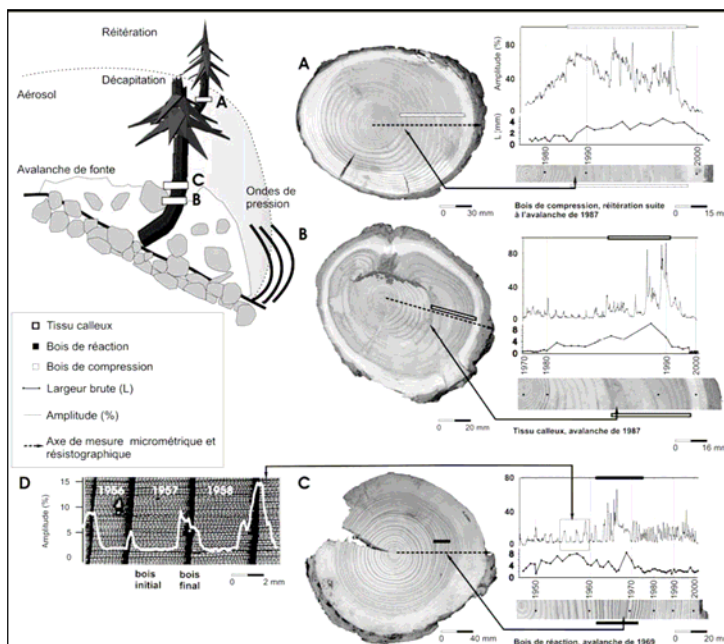 Réitération
Décapitation
Aérosol
A
Avalanche de fonte
C
B
Ondes de
pression
Tissu calleux
Bois de réaction
Bois de compression
Largeur brute (L)
Amplitude (%)
Axe de mesure micrométrique et
résistographique
A
0 30 mm
Amplitude (%)
80
40
0
L (mm)
4
2
0
1980
1990
2000
Bois de compression, réitération suite
à l'avalanche de 1987
0 15 m
B
0 20 mm
80
40
0
8
4
0
1970
1980
1990
2000
Tissu calleux, avalanche de 1987
0 16 mm
D
Amplitude (%)
15
10
5
0
1956
1957
1958
bois
initial
bois
final
0 2 mm
C
0 40 mm
80
40
0
8
4
0
1950
1960
1970
1980
1990
2000
Bois de réaction, avalanche de 1969
0 20 m